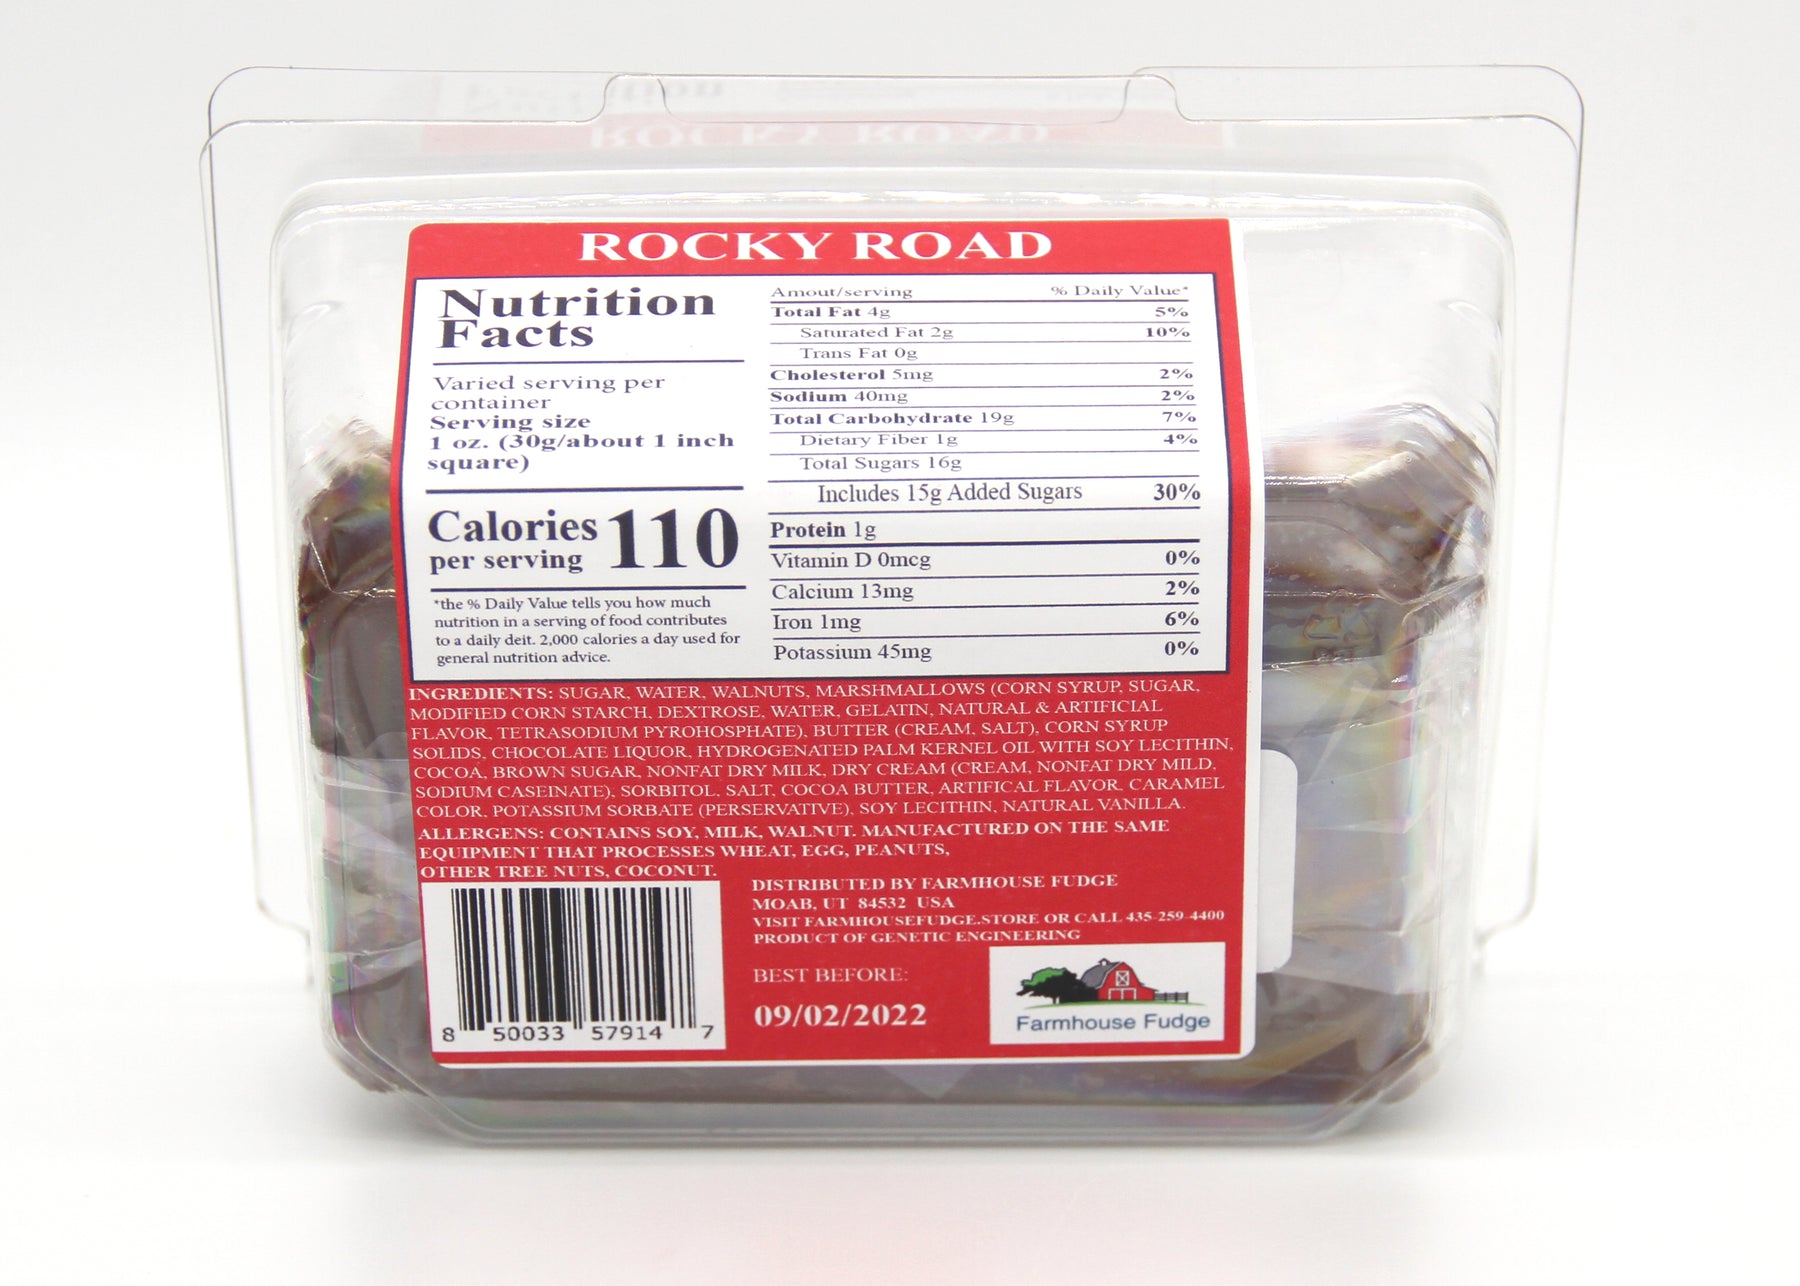 ROCKY ROAD
Nutrition
Facts
Varied serving per
container
Serving size
1 oz. (30g/about 1 inch
square)
Calories
per serving
110
*the % Daily Value tells you how much
nutrition in a serving of food contributes
to a daily deit. 2,000 calories a day used for
general nutrition advice.
Amout/serving % Daily Value*
Total Fat 4g 5%
Saturated Fat 2g 10%
Trans Fat 0g
Cholesterol 5mg 2%
Sodium 40mg 2%
Total Carbohydrate 19g 7%
Dietary Fiber 1g 4%
Total Sugars 16g
Includes 15g Added Sugars 30%
Protein 1g
Vitamin D 0mcg 0%
Calcium 13mg 2%
Iron 1mg 6%
Potassium 45mg 0%
INGREDIENTS: SUGAR, WATER, WALNUTS, MARSHMALLOWS (CORN SYRUP, SUGAR,
MODIFIED CORN STARCH, DEXTROSE, WATER, GELATIN, NATURAL & ARTIFICIAL
FLAVOR, TETRASODIUM PYROHOSPHATE), BUTTER (CREAM, SALT), CORN SYRUP
SOLIDS, CHOCOLATE LIQUOR, HYDROGENATED PALM KERNEL OIL WITH SOY LECITHIN,
COCOA, BROWN SUGAR, NONFAT DRY MILK, DRY CREAM (CREAM, NONFAT DRY MILD,
SODIUM CASEINATE), SORBITOL, SALT, COCOA BUTTER, ARTIFICAL FLAVOR, CARAMEL
COLOR, POTASSIUM SORBATE (PERSERVATIVE), SOY LECITHIN, NATURAL VANILLA.
ALLERGENS: CONTAINS SOY, MILK, WALNUT. MANUFACTURED ON THE SAME
EQUIPMENT THAT PROCESSES WHEAT, EGG, PEANUTS,
OTHER TREE NUTS, COCONUT.
8 50033 57914 7
DISTRIBUTED BY FARMHOUSE FUDGE
MOAB, UT 84532 USA
VISIT FARMHOUSEFUDGE.STORE OR CALL 435-259-4400
PRODUCT OF GENETIC ENGINEERING
BEST BEFORE:
09/02/2022
Farmhouse Fudge